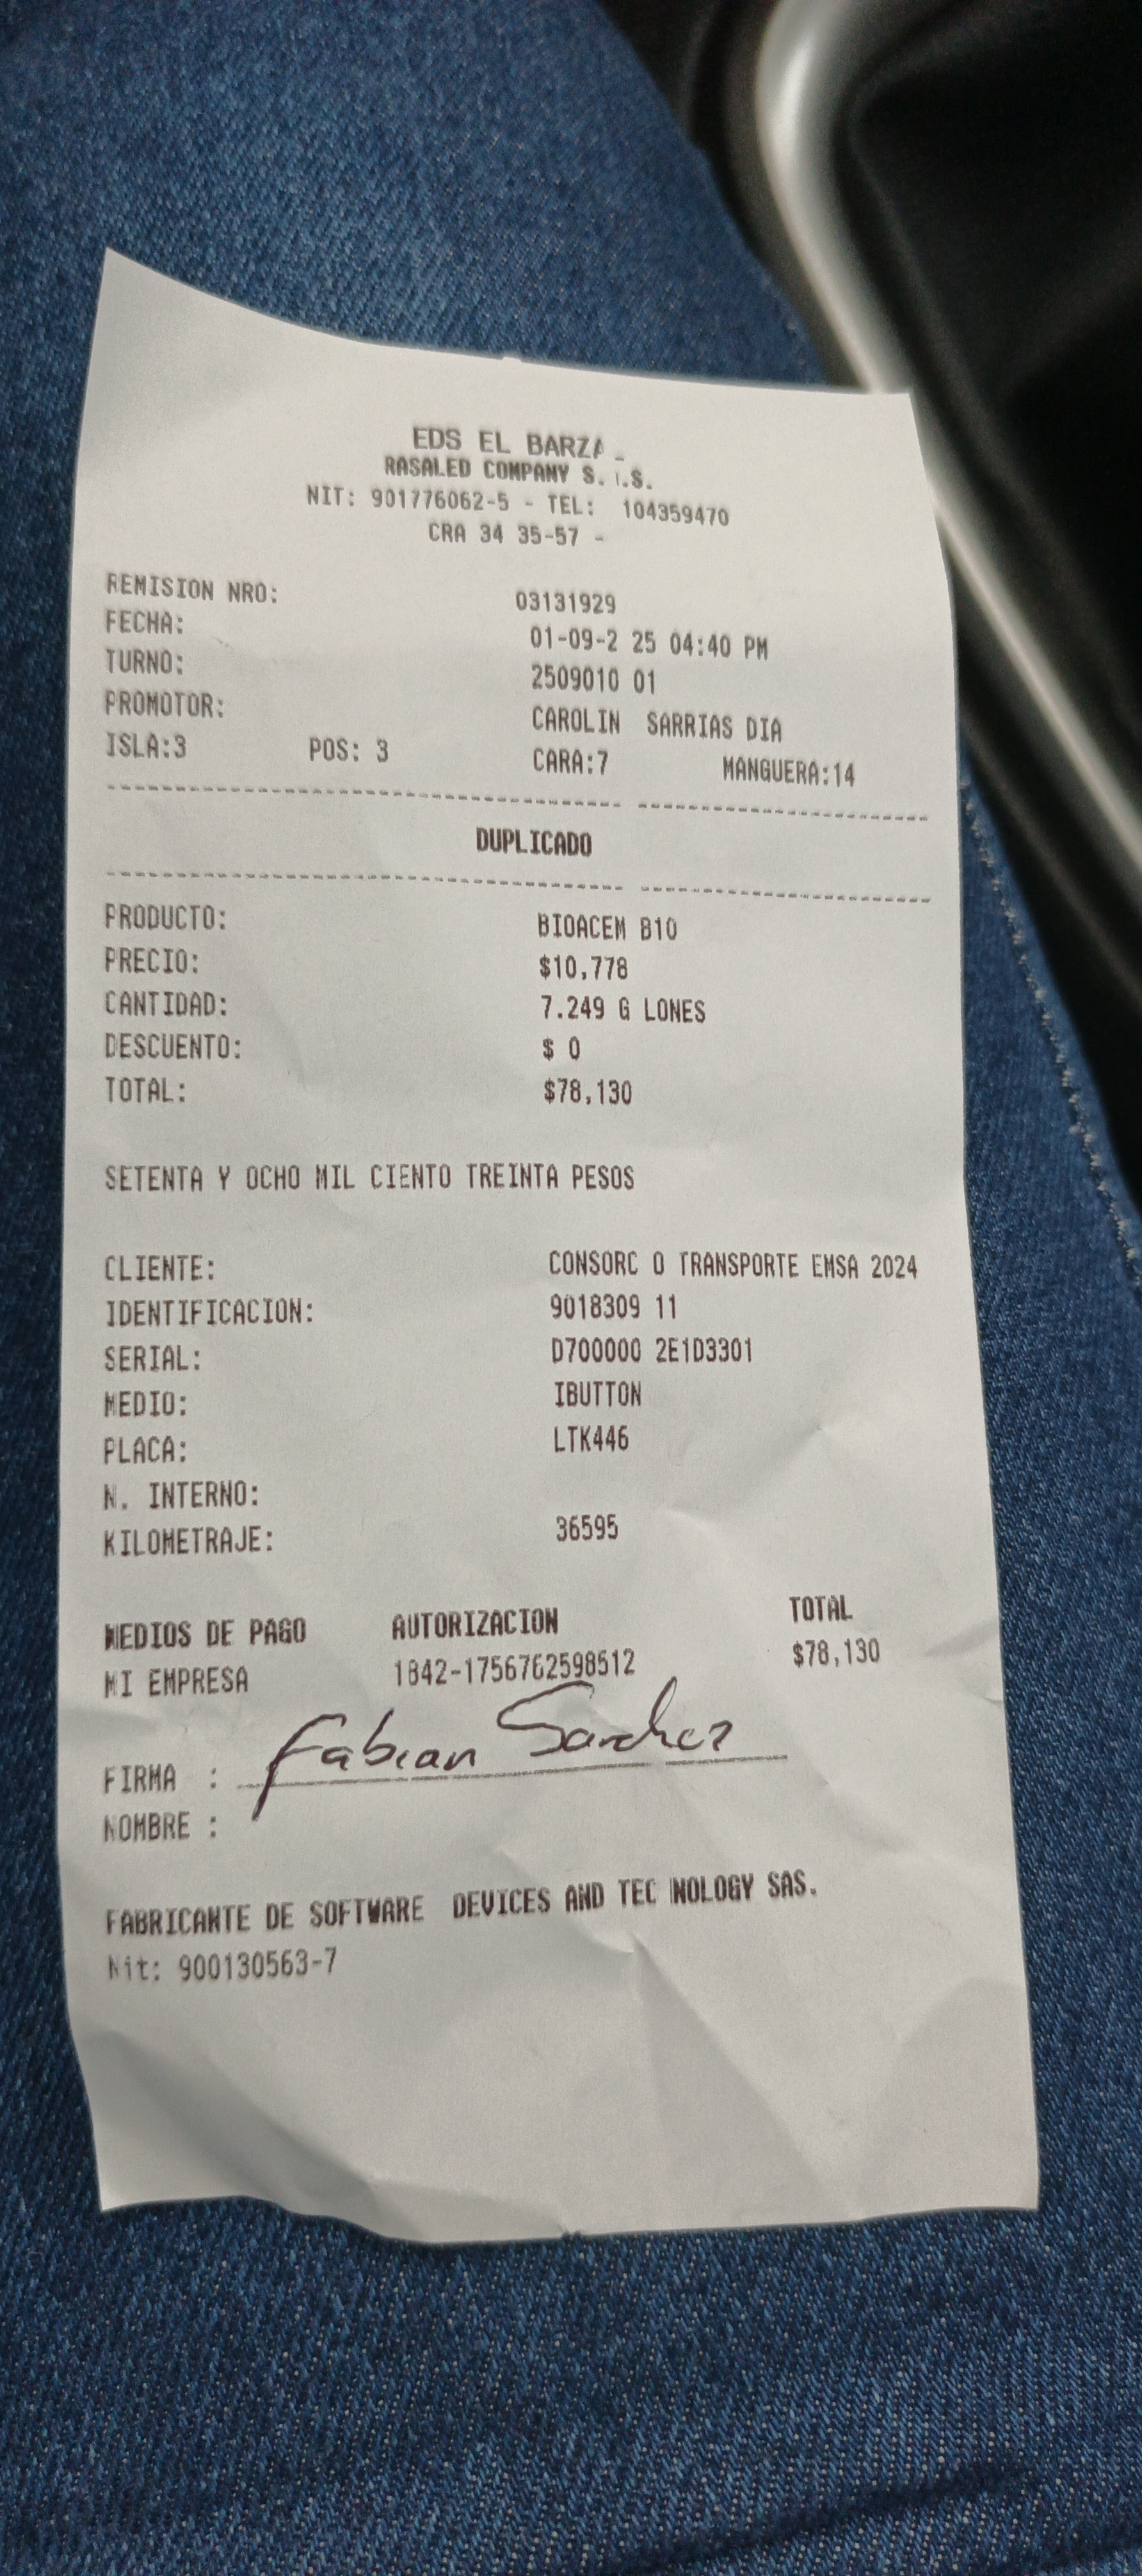 EDS EL BARZA
RASALED COMPANY S. .S.
NIT: 901776062-5 - TEL: 104359470
CRA 34 35-57 -
REMISION NRO: 03131929
FECHA: 01-09-2 25 04:40 PM
TURNO: 2509010 01
PROMOTOR: CAROLIN SARRIAS DIA
ISLA:3 POS: 3 CARA:7 MANGUERA:14
DUPLICADO
PRODUCTO: BIOACEM B10
PRECIO: $10,778
CANTIDAD: 7.249 G LONES
DESCUENTO: $ 0
TOTAL: $78,130
SETENTA Y OCHO MIL CIENTO TREINTA PESOS
CLIENTE: CONSORC O TRANSPORTE EMSA 2024
IDENTIFICACION: 9018309 11
SERIAL: D700000 2E1D3301
MEDIO: IBUTTON
PLACA: LTK446
N. INTERNO:
KILOMETRAJE: 36595
MEDIOS DE PAGO AUTORIZACION TOTAL
MI EMPRESA 1842-1756762598512 $78,130
FIRMA : Fabian Sanchez
NOMBRE :
FABRICANTE DE SOFTWARE DEVICES AND TEC NOLOGY SAS.
Nit: 900130563-7